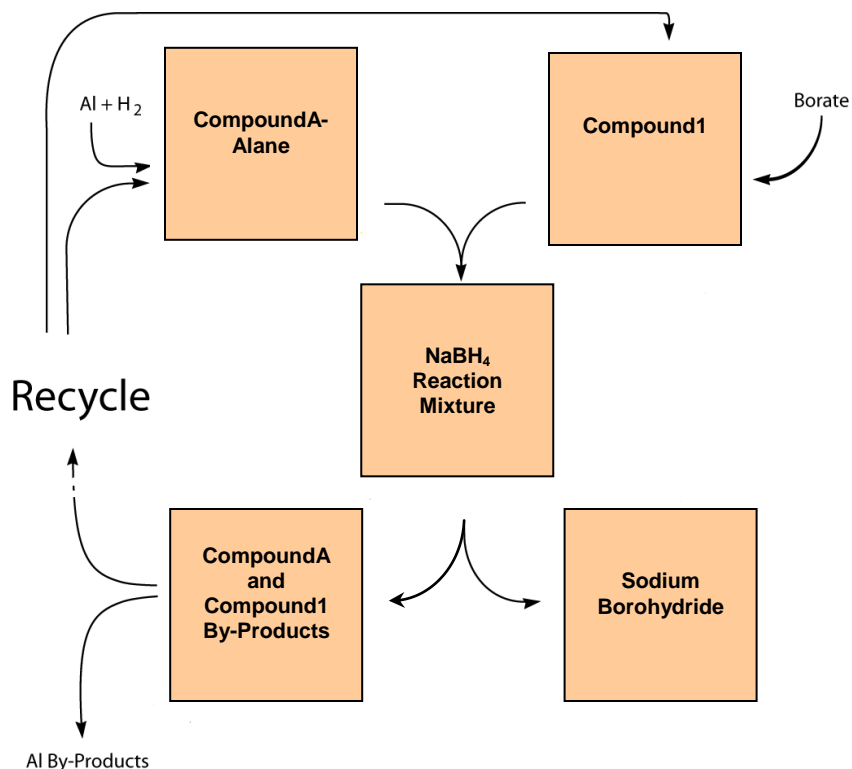 Al + H₂
CompoundA-
Alane
Compound1
Borate
NaBH₄
Reaction
Mixture
Recycle
CompoundA
and
Compound1
By-Products
Sodium
Borohydride
Al By-Products